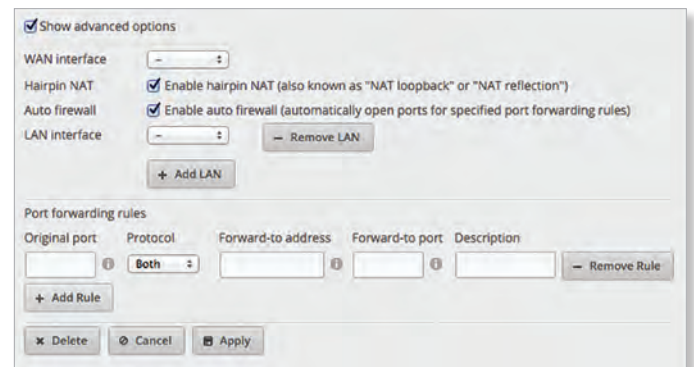 Show advanced options
WAN interface - 
Hairpin NAT Enable hairpin NAT (also known as "NAT loopback" or "NAT reflection")
Auto firewall Enable auto firewall (automatically open ports for specified port forwarding rules)
LAN interface - − Remove LAN
+ Add LAN
Port forwarding rules
Original port Protocol Forward-to address Forward-to port Description
Both − Remove Rule
+ Add Rule
Delete Cancel Apply